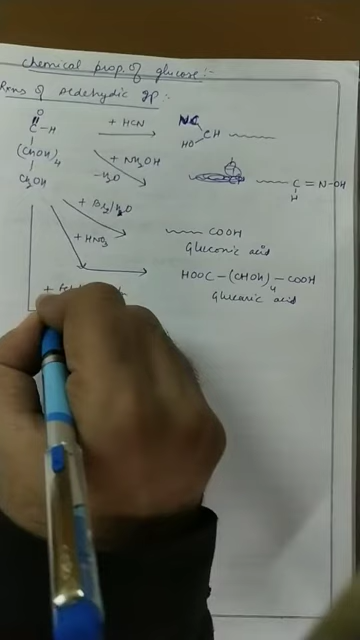 chemical prop. of glucose:-
Rxns of aldehydic gp:-
O
C-H
(CHOH)4
CH2OH
+ HCN
NC
CH
HO
+ NH2OH
-H2O
C=N-OH
H
+ Br2/H2O
COOH
Gluconic acid
+HNO3
HOOC-(CHOH)4-COOH
Glucaric acid